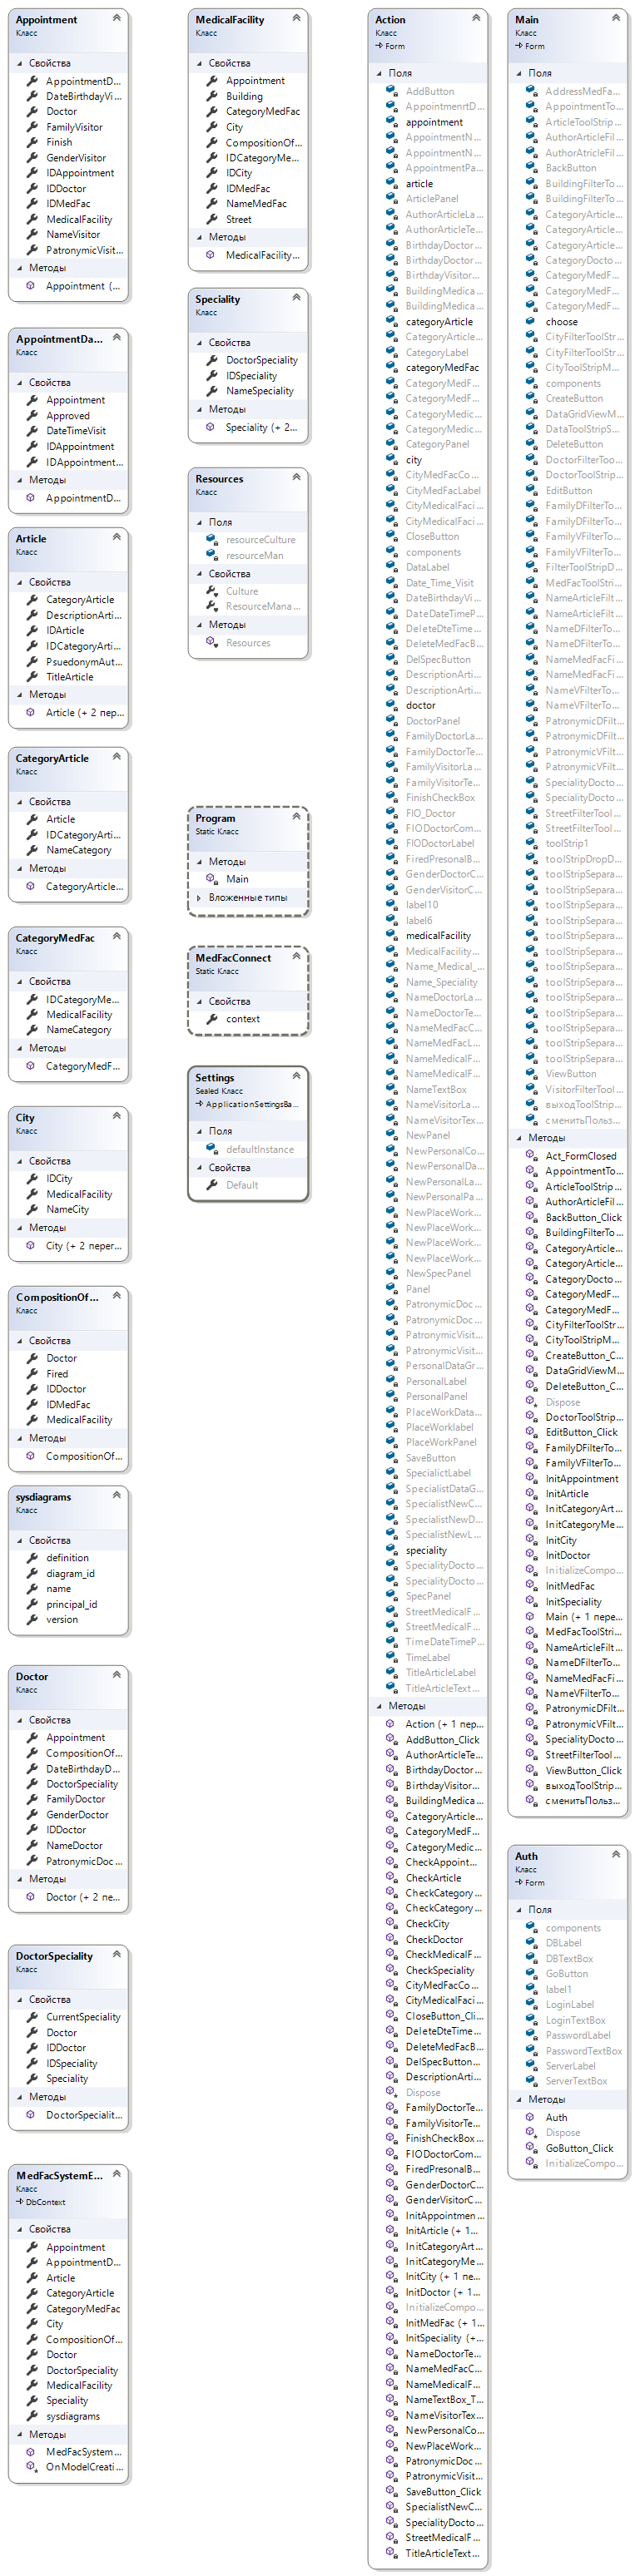 Appointment
Класс
Свойства
AppointmentD...
DateBirthdayVi...
Doctor
FamilyVisitor
Finish
GenderVisitor
IDAppointment
IDDoctor
IDMedFac
MedicalFacility
NameVisitor
PatronymicVisit...
Методы
Appointment (...
AppointmentDa...
Класс
Свойства
Appointment
Approved
DateTimeVisit
IDAppointment
IDAppointment...
Методы
AppointmentD...
Article
Класс
Свойства
CategoryArticle
DescriptionArti...
IDArticle
IDCategoryArti...
PsuedonymAut...
TitleArticle
Методы
Article (+ 2 пер...
CategoryArticle
Класс
Свойства
Article
IDCategoryArti...
NameCategory
Методы
CategoryArticle...
CategoryMedFac
Класс
Свойства
IDCategoryMe...
MedicalFacility
NameCategory
Методы
CategoryMedF...
City
Класс
Свойства
IDCity
MedicalFacility
NameCity
Методы
City (+ 2 перег...
CompositionOf...
Класс
Свойства
Doctor
Fired
IDDoctor
IDMedFac
MedicalFacility
Методы
CompositionOf...
sysdiagrams
Класс
Свойства
definition
diagram_id
name
principal_id
version
Doctor
Класс
Свойства
Appointment
CompositionOf...
DateBirthdayD...
DoctorSpeciality
FamilyDoctor
GenderDoctor
IDDoctor
NameDoctor
PatronymicDoc...
Методы
Doctor (+ 2 пе...
DoctorSpeciality
Класс
Свойства
CurrentSpeciality
Doctor
IDDoctor
IDSpeciality
Speciality
Методы
DoctorSpecialit...
MedFacSystemE...
Класс
DbContext
Свойства
Appointment
AppointmentD...
Article
CategoryArticle
CategoryMedFac
City
CompositionOf...
Doctor
DoctorSpeciality
MedicalFacility
Speciality
sysdiagrams
Методы
MedFacSystem...
OnModelCreati...
MedicalFacility
Класс
Свойства
Appointment
Building
CategoryMedFac
City
CompositionOf...
IDCategoryMe...
IDCity
IDMedFac
NameMedFac
Street
Методы
MedicalFacility...
Speciality
Класс
Свойства
DoctorSpeciality
IDSpeciality
NameSpeciality
Методы
Speciality (+ 2...
Resources
Класс
Поля
resourceCulture
resourceMan
Свойства
Culture
ResourceMana...
Методы
Resources
Program
Static Класс
Методы
Main
Вложенные типы
MedFacConnect
Static Класс
Свойства
context
Settings
Sealed Класс
ApplicationSettingsBa...
Поля
defaultInstance
Свойства
Default
Action
Класс
Form
Поля
AddButton
AppointmenrtD...
appointment
AppointmentN...
AppointmentN...
AppointmentPa...
article
ArticlePanel
AuthorArticleLa...
AuthorArticleTe...
BirthdayDoctor...
BirthdayDoctor...
BirthdayVisitor...
BuildingMedica...
BuildingMedica...
categoryArticle
CategoryArticle...
CategoryLabel
categoryMedFac
CategoryMedF...
CategoryMedF...
CategoryMedic...
CategoryMedic...
CategoryPanel
city
CityMedFacCo...
CityMedFacLabel
CityMedicalFaci...
CityMedicalFaci...
CloseButton
components
DataLabel
Date_Time_Visit
DateBirthdayVi...
DateDateTimeP...
DeleteDteTime...
DeleteMedFacB...
DelSpecButton
DescriptionArti...
DescriptionArti...
doctor
DoctorPanel
FamilyDoctorLa...
FamilyDoctorTe...
FamilyVisitorLa...
FamilyVisitorTe...
FinishCheckBox
FIO_Doctor
FIODoctorCom...
FIODoctorLabel
FiredPresonalB...
GenderDoctorC...
GenderVisitorC...
label10
label6
medicalFacility
MedicalFacility...
Name_Medical_...
Name_Speciality
NameDoctorLa...
NameDoctorTe...
NameMedFacC...
NameMedFacL...
NameMedicalF...
NameMedicalF...
NameTextBox
NameVisitorLa...
NameVisitorTex...
NewPanel
NewPersonalCo...
NewPersonalDa...
NewPersonalLa...
NewPersonalPa...
NewPlaceWork...
NewPlaceWork...
NewPlaceWork...
NewPlaceWork...
NewSpecPanel
Panel
PatronymicDoc...
PatronymicDoc...
PatronymicVisit...
PatronymicVisit...
PersonalDataGr...
PersonalLabel
PersonalPanel
PlaceWorkData...
PlaceWorklabel
PlaceWorkPanel
SaveButton
SpecialictLabel
SpecialistDataG...
SpecialistNewC...
SpecialistNewD...
SpecialistNewL...
speciality
SpecialityDocto...
SpecialityDocto...
SpecPanel
StreetMedicalF...
StreetMedicalF...
TimeDateTimeP...
TimeLabel
TitleArticleLabel
TitleArticleText...
Методы
Action (+ 1 пер...
AddButton_Click
AuthorArticleTe...
BirthdayDoctor...
BirthdayVisitor...
BuildingMedica...
CategoryArticle...
CategoryMedF...
CategoryMedic...
CheckAppoint...
CheckArticle
CheckCategory...
CheckCategory...
CheckCity
CheckDoctor
CheckMedicalF...
CheckSpeciality
CityMedFacCo...
CityMedicalFaci...
CloseButton_Cli...
DeleteDteTime...
DeleteMedFacB...
DelSpecButton...
DescriptionArti...
Dispose
FamilyDoctorTe...
FamilyVisitorTe...
FinishCheckBox...
FIODoctorCom...
FiredPresonalB...
GenderDoctorC...
GenderVisitorC...
InitAppointmen...
InitArticle (+ 1...
InitCategoryArt...
InitCategoryMe...
InitCity (+ 1 пе...
InitDoctor (+ 1...
InitializeCompo...
InitMedFac (+ 1...
InitSpeciality (+...
NameDoctorTe...
NameMedFacC...
NameMedicalF...
NameTextBox_T...
NameVisitorTex...
NewPersonalCo...
NewPlaceWork...
PatronymicDoc...
PatronymicVisit...
SaveButton_Click
SpecialistNewC...
SpecialityDocto...
StreetMedicalF...
TitleArticleText...
Main
Класс
Form
Поля
AddressMedFa...
AppointmentTo...
ArticleToolStrip...
AuthorArticleFil...
AuthorAtricleFil...
BackButton
BuildingFilterTo...
BuildingFilterTo...
CategoryArticle...
CategoryArticle...
CategoryArticle...
CategoryDocto...
CategoryMedF...
CategoryMedF...
CategoryMedF...
choose
CityFilterToolStr...
CityFilterToolStr...
CityToolStripM...
components
CreateButton
DataGridViewM...
DataToolStripS...
DeleteButton
DoctorFilterToo...
DoctorToolStrip...
EditButton
FamilyDFilterTo...
FamilyDFilterTo...
FamilyVFilterTo...
FamilyVFilterTo...
FilterToolStripD...
MedFacToolStri...
NameArticleFilt...
NameArticleFilt...
NameDFilterTo...
NameDFilterTo...
NameMedFacFi...
NameMedFacFi...
NameVFilterTo...
NameVFilterTo...
PatronymicDFilt...
PatronymicDFilt...
PatronymicVFilt...
PatronymicVFilt...
SpecialityDocto...
SpecialityDocto...
StreetFilterTool...
StreetFilterTool...
toolStrip1
toolStripDropD...
toolStripSepara...
toolStripSepara...
toolStripSepara...
toolStripSepara...
toolStripSepara...
toolStripSepara...
toolStripSepara...
toolStripSepara...
toolStripSepara...
toolStripSepara...
toolStripSepara...
toolStripSepara...
toolStripSepara...
ViewButton
VisitorFilterTool...
выходToolStrip...
сменитьПольз...
Методы
Act_FormClosed
AppointmentTo...
ArticleToolStrip...
AuthorArticleFil...
BackButton_Click
BuildingFilterTo...
CategoryArticle...
CategoryArticle...
CategoryDocto...
CategoryMedF...
CategoryMedF...
CityFilterToolStr...
CityToolStripM...
CreateButton_C...
DataGridViewM...
DeleteButton_C...
Dispose
DoctorToolStrip...
EditButton_Click
FamilyDFilterTo...
FamilyVFilterTo...
InitAppointment
InitArticle
InitCategoryArt...
InitCategoryMe...
InitCity
InitDoctor
InitializeCompo...
InitMedFac
InitSpeciality
Main (+ 1 пере...
MedFacToolStri...
NameArticleFilt...
NameDFilterTo...
NameMedFacFi...
NameVFilterTo...
PatronymicDFilt...
PatronymicVFilt...
SpecialityDocto...
StreetFilterTool...
ViewButton_Click
выходToolStrip...
сменитьПольз...
Auth
Класс
Form
Поля
components
DBLabel
DBTextBox
GoButton
label1
LoginLabel
LoginTextBox
PasswordLabel
PasswordTextBox
ServerLabel
ServerTextBox
Методы
Auth
Dispose
GoButton_Click
InitializeCompo...